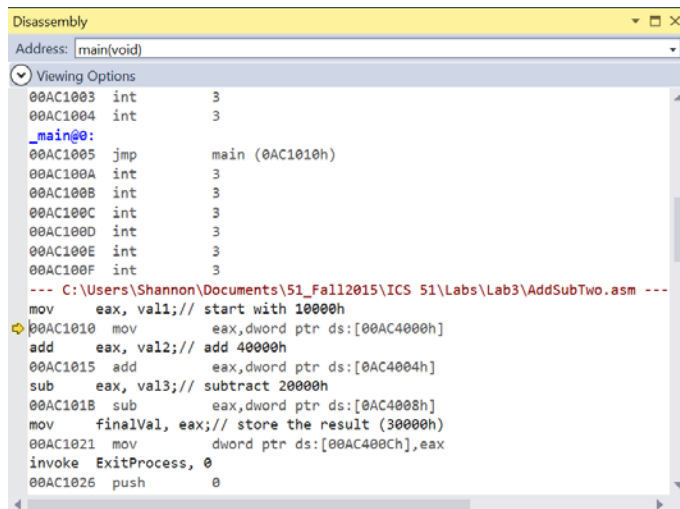 Disassembly
Address: main(void)
Viewing Options
00AC1003 int 3
00AC1004 int 3
_main@0:
00AC1005 jmp main (0AC1010h)
00AC100A int 3
00AC100B int 3
00AC100C int 3
00AC100D int 3
00AC100E int 3
00AC100F int 3
--- C:\Users\Shannon\Documents\51_Fall2015\ICS 51\Labs\Lab3\AddSubTwo.asm ---
mov eax, val1;// start with 10000h
00AC1010 mov eax,dword ptr ds:[00AC4000h]
add eax, val2;// add 40000h
00AC1015 add eax,dword ptr ds:[0AC4004h]
sub eax, val3;// subtract 20000h
00AC101B sub eax,dword ptr ds:[0AC4008h]
mov finalVal, eax;// store the result (30000h)
00AC1021 mov dword ptr ds:[00AC400Ch],eax
invoke ExitProcess, 0
00AC1026 push 0